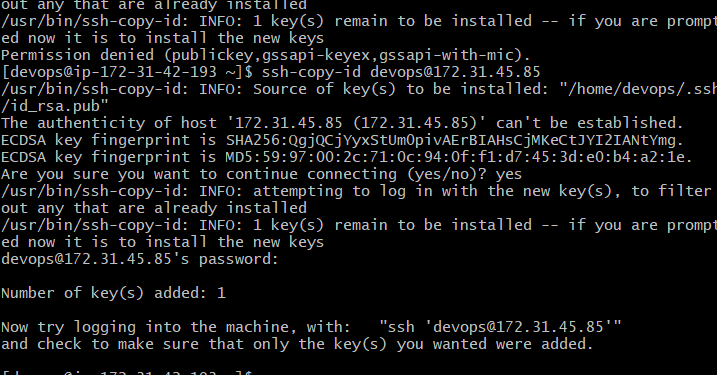 out any that are already installed
/usr/bin/ssh-copy-id: INFO: 1 key(s) remain to be installed -- if you are prompt
ed now it is to install the new keys
Permission denied (publickey,gssapi-keyex,gssapi-with-mic).
[devops@ip-172-31-42-193 ~]$ ssh-copy-id devops@172.31.45.85
/usr/bin/ssh-copy-id: INFO: Source of key(s) to be installed: "/home/devops/.ssh
/id_rsa.pub"
The authenticity of host '172.31.45.85 (172.31.45.85)' can't be established.
ECDSA key fingerprint is SHA256:QgjQCjYyxStUmOpivAErBIAHsCjMKeCtJYI2IANtYmg.
ECDSA key fingerprint is MD5:59:97:00:2c:71:0c:94:0f:f1:d7:45:3d:e0:b4:a2:1e.
Are you sure you want to continue connecting (yes/no)? yes
/usr/bin/ssh-copy-id: INFO: attempting to log in with the new key(s), to filter
out any that are already installed
/usr/bin/ssh-copy-id: INFO: 1 key(s) remain to be installed -- if you are prompt
ed now it is to install the new keys
devops@172.31.45.85's password:
Number of key(s) added: 1
Now try logging into the machine, with:   "ssh 'devops@172.31.45.85'"
and check to make sure that only the key(s) you wanted were added.